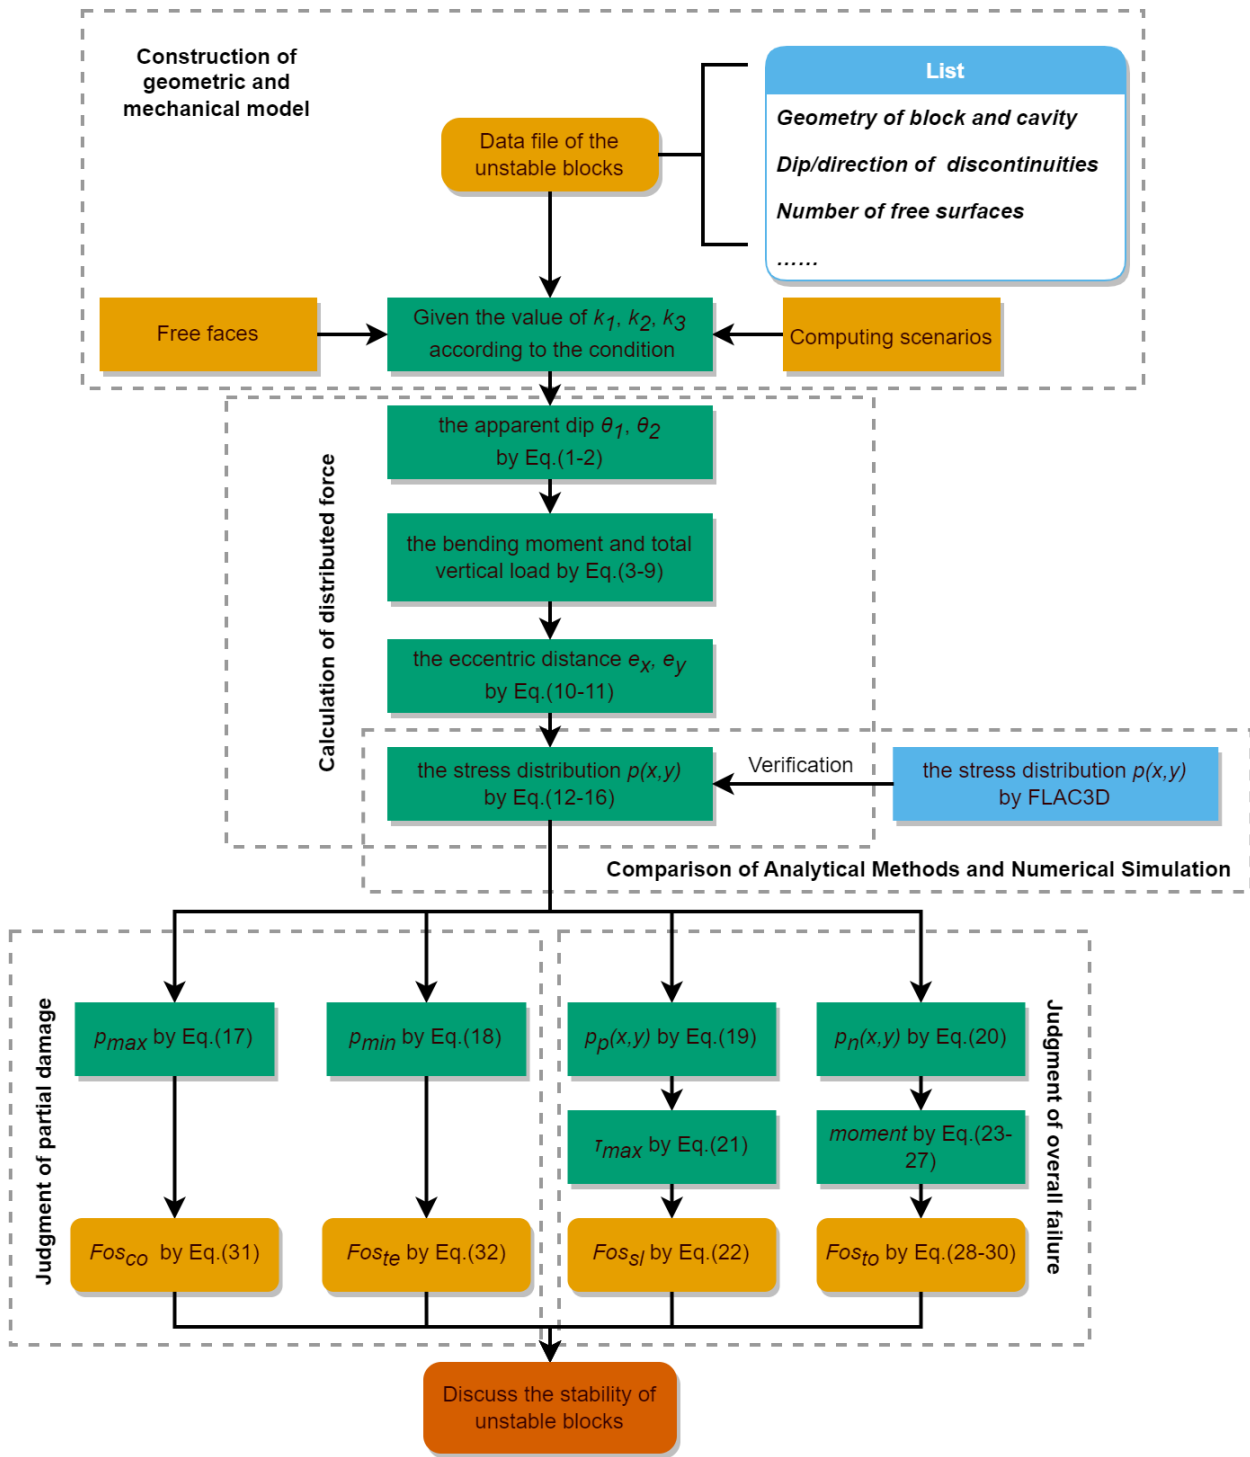 Construction of
geometric and
mechanical model
List
Geometry of block and cavity
Dip/direction of discontinuities
Number of free surfaces
......
Data file of the
unstable blocks
Free faces
Given the value of k1, k2, k3
according to the condition
Computing scenarios
Calculation of distributed force
the apparent dip θ1, θ2
by Eq.(1-2)
the bending moment and total
vertical load by Eq.(3-9)
the eccentric distance ex, ey
by Eq.(10-11)
the stress distribution p(x,y)
by Eq.(12-16)
Verification
the stress distribution p(x,y)
by FLAC3D
Comparison of Analytical Methods and Numerical Simulation
Judgment of partial damage
pmax by Eq.(17)
pmin by Eq.(18)
pp(x,y) by Eq.(19)
pn(x,y) by Eq.(20)
Judgment of overall failure
τmax by Eq.(21)
moment by Eq.(23-
27)
Fosco by Eq.(31)
Foste by Eq.(32)
Fossl by Eq.(22)
Fosto by Eq.(28-30)
Discuss the stability of
unstable blocks